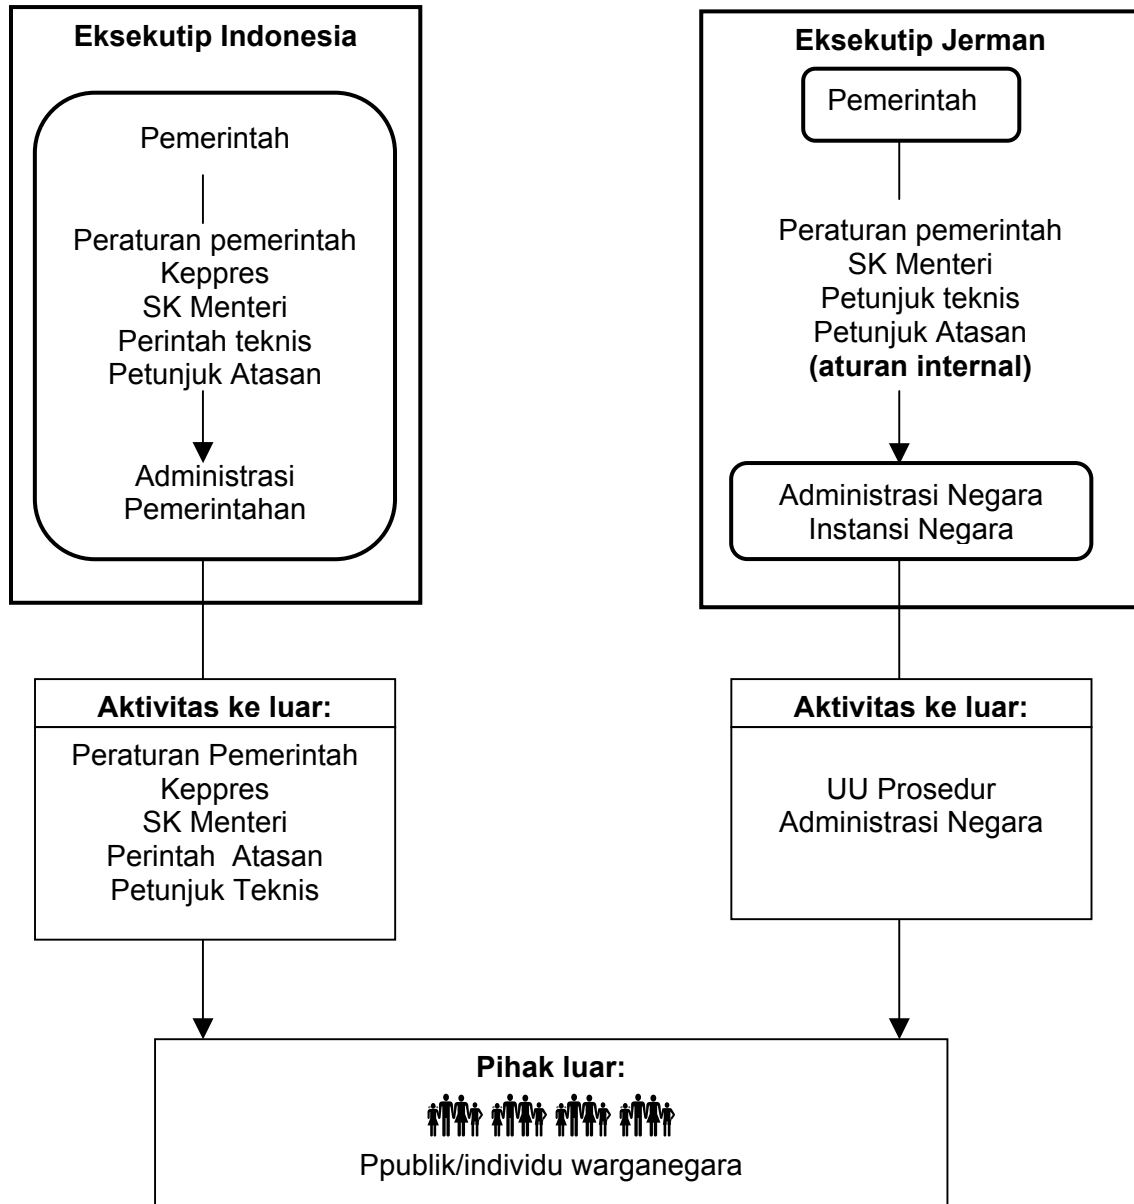 Eksekutip Indonesia
Pemerintah
Peraturan pemerintah
Keppres
SK Menteri
Perintah teknis
Petunjuk Atasan
Administrasi
Pemerintahan
Aktivitas ke luar:
Peraturan Pemerintah
Keppres
SK Menteri
Perintah Atasan
Petunjuk Teknis
Eksekutip Jerman
Pemerintah
Peraturan pemerintah
SK Menteri
Petunjuk teknis
Petunjuk Atasan
(aturan internal)
Administrasi Negara
Instansi Negara
Aktivitas ke luar:
UU Prosedur
Administrasi Negara
Pihak luar:
Ppublik/individu warganegara